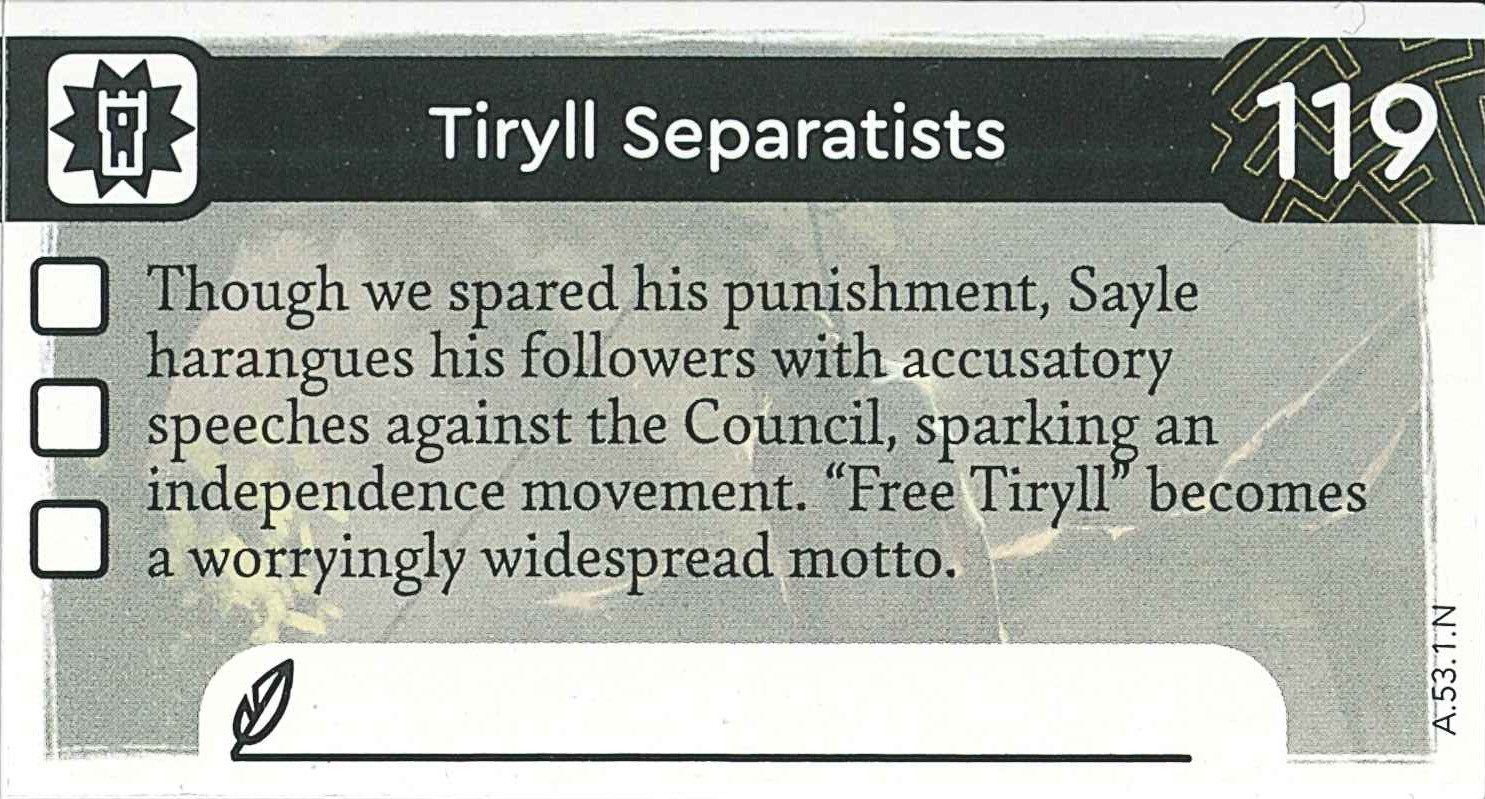 Tiryll Separatists
119
Though we spared his punishment, Sayle
harangues his followers with accusatory
speeches against the Council, sparking an
independence movement. “Free Tiryll” becomes
a worryingly widespread motto.
A.53.1.N